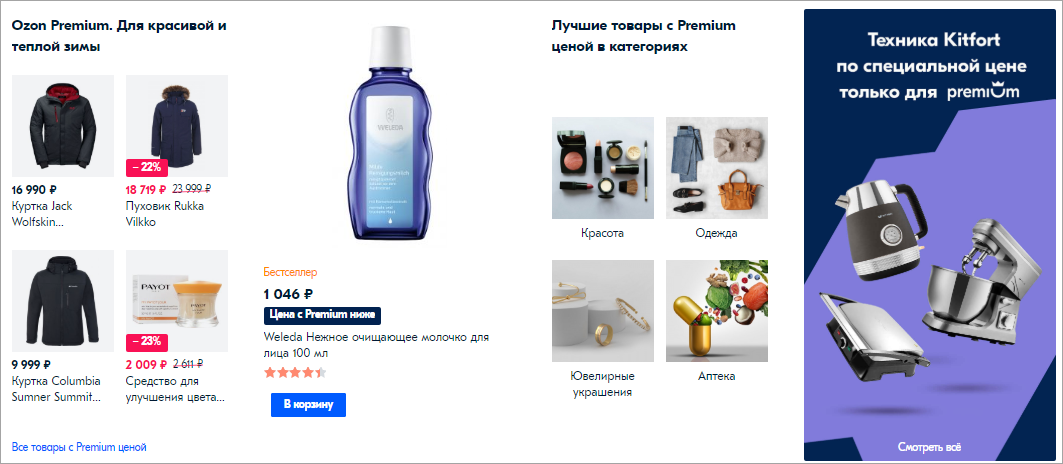 Ozon Premium. Для красивой и
теплой зимы
16 990 ₽
Куртка Jack
Wolfskin...
− 22%
18 719 ₽ 23 999 ₽
Пуховик Rukka
Vilkko
9 999 ₽
Куртка Columbia
Sumner Summit...
PAYOT
− 23%
2 009 ₽ 2 611 ₽
Средство для
улучшения цвета...
Все товары с Premium ценой
WELEDA
Бестселлер
1 046 ₽
Цена с Premium ниже
Weleda Нежное очищающее молочко для
лица 100 мл
В корзину
Лучшие товары с Premium
ценой в категориях
Красота
Одежда
Ювелирные
украшения
Аптека
Техника Kitfort
по специальной цене
только для premium
Смотреть всё